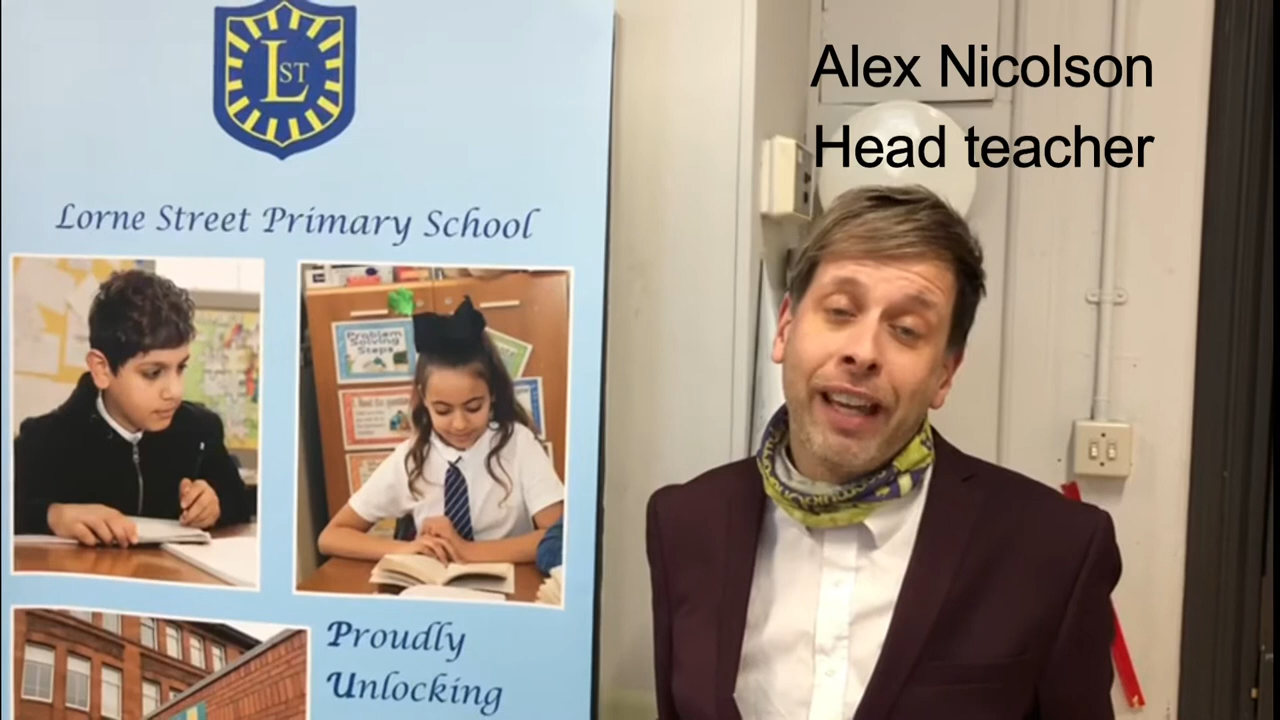 L ST
Lorne Street Primary School
Problem
Solving
Steps
Proudly
Unlocking
Alex Nicolson
Head teacher